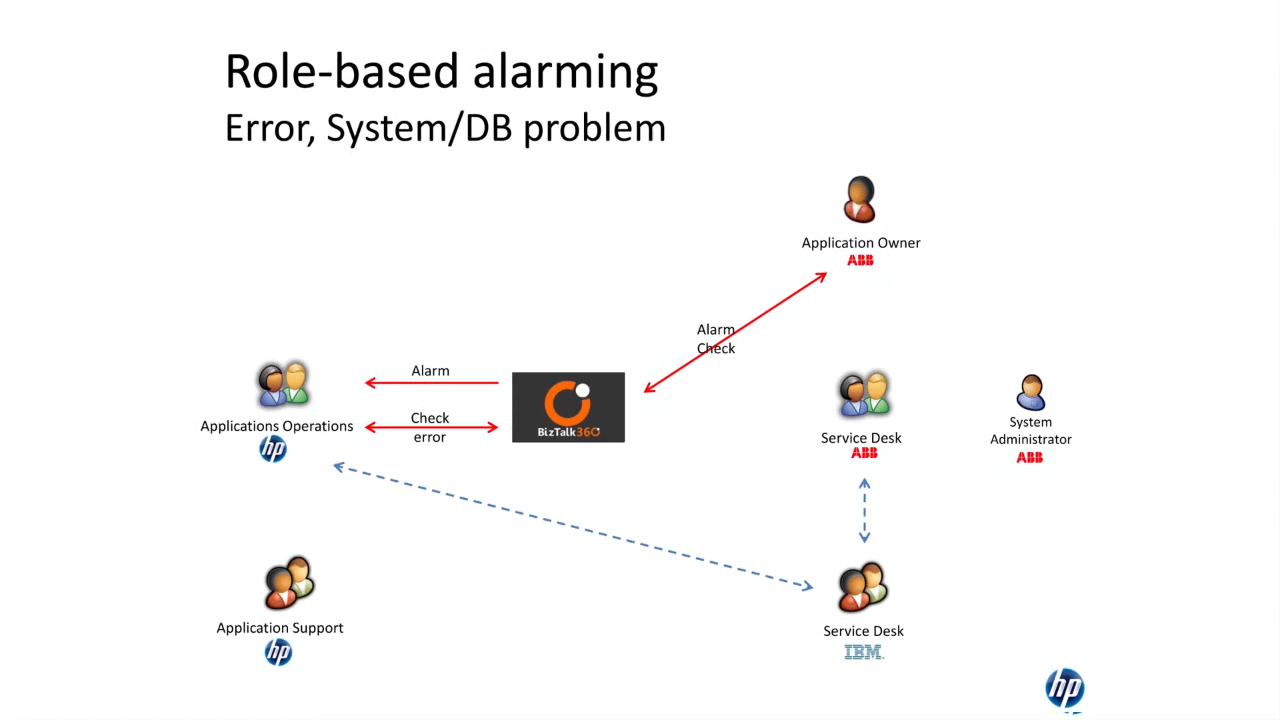 Role-based alarming
Error, System/DB problem
Application Owner
ABB
Alarm
Check
Alarm
Check
error
BizTalk360
Applications Operations
hp
Service Desk
ABB
System
Administrator
ABB
Application Support
hp
Service Desk
IBM.
hp